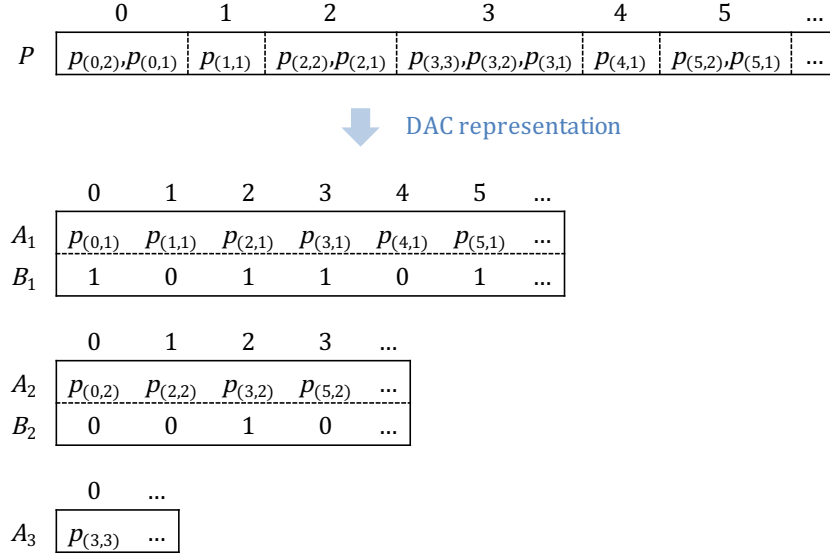 0 1 2 3 4 5 ...
P p(0,2),p(0,1) p(1,1) p(2,2),p(2,1) p(3,3),p(3,2),p(3,1) p(4,1) p(5,2),p(5,1) ...
DAC representation
0 1 2 3 4 5 ...
A1 p(0,1) p(1,1) p(2,1) p(3,1) p(4,1) p(5,1) ...
B1 1 0 1 1 0 1 ...
0 1 2 3 ...
A2 p(0,2) p(2,2) p(3,2) p(5,2) ...
B2 0 0 1 0 ...
0 ...
A3 p(3,3) ...